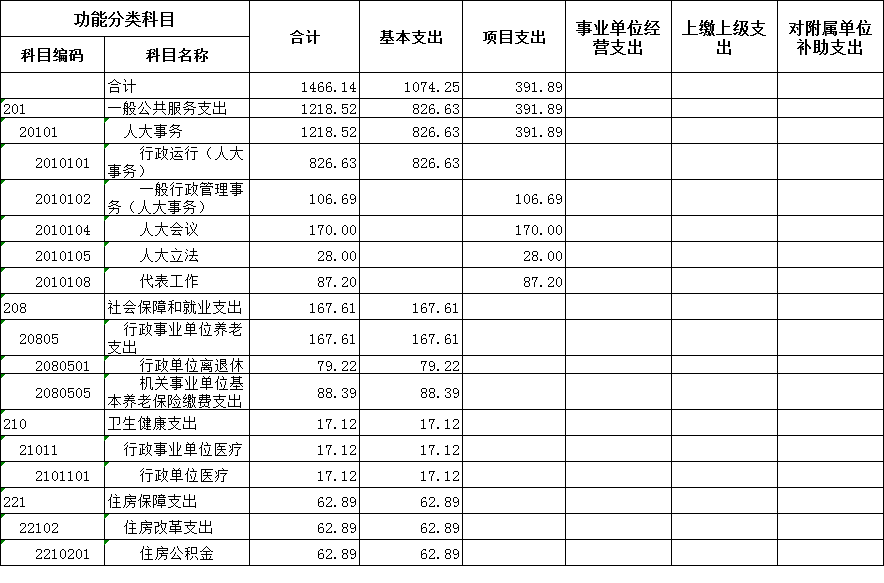 功能分类科目 合计 基本支出 项目支出 事业单位经营支出 上缴上级支出 对附属单位补助支出
科目编码 科目名称
合计 1466.14 1074.25 391.89
201 一般公共服务支出 1218.52 826.63 391.89
20101 人大事务 1218.52 826.63 391.89
2010101 行政运行（人大事务） 826.63 826.63
2010102 一般行政管理事务（人大事务） 106.69 106.69
2010104 人大会议 170.00 170.00
2010105 人大立法 28.00 28.00
2010108 代表工作 87.20 87.20
208 社会保障和就业支出 167.61 167.61
20805 行政事业单位养老支出 167.61 167.61
2080501 行政单位离退休 79.22 79.22
2080505 机关事业单位基本养老保险缴费支出 88.39 88.39
210 卫生健康支出 17.12 17.12
21011 行政事业单位医疗 17.12 17.12
2101101 行政单位医疗 17.12 17.12
221 住房保障支出 62.89 62.89
22102 住房改革支出 62.89 62.89
2210201 住房公积金 62.89 62.89